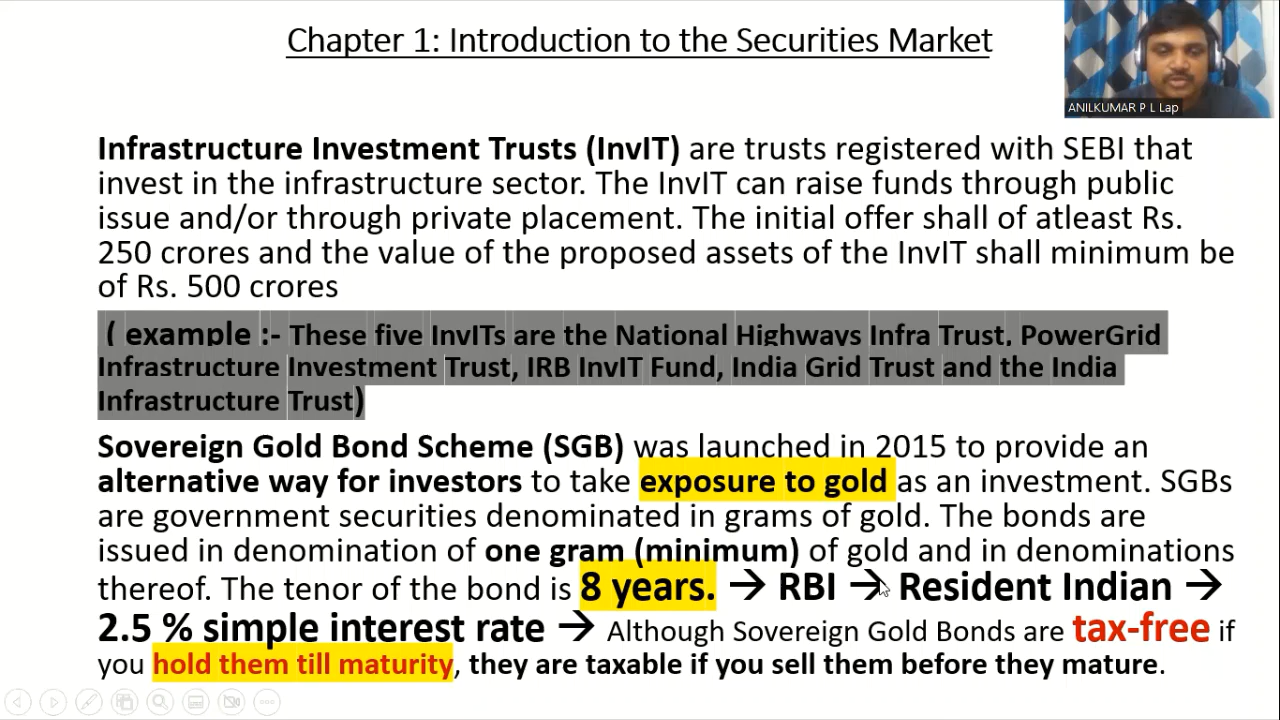 Chapter 1: Introduction to the Securities Market
ANILKUMAR P L Lap
Infrastructure Investment Trusts (InvIT) are trusts registered with SEBI that
invest in the infrastructure sector. The InvIT can raise funds through public
issue and/or through private placement. The initial offer shall of atleast Rs.
250 crores and the value of the proposed assets of the InvIT shall minimum be
of Rs. 500 crores
( example :- These five InvITs are the National Highways Infra Trust, PowerGrid
Infrastructure Investment Trust, IRB InvIT Fund, India Grid Trust and the India
Infrastructure Trust)
Sovereign Gold Bond Scheme (SGB) was launched in 2015 to provide an
alternative way for investors to take exposure to gold as an investment. SGBs
are government securities denominated in grams of gold. The bonds are
issued in denomination of one gram (minimum) of gold and in denominations
thereof. The tenor of the bond is 8 years. → RBI → Resident Indian →
2.5 % simple interest rate → Although Sovereign Gold Bonds are tax-free if
you hold them till maturity, they are taxable if you sell them before they mature.